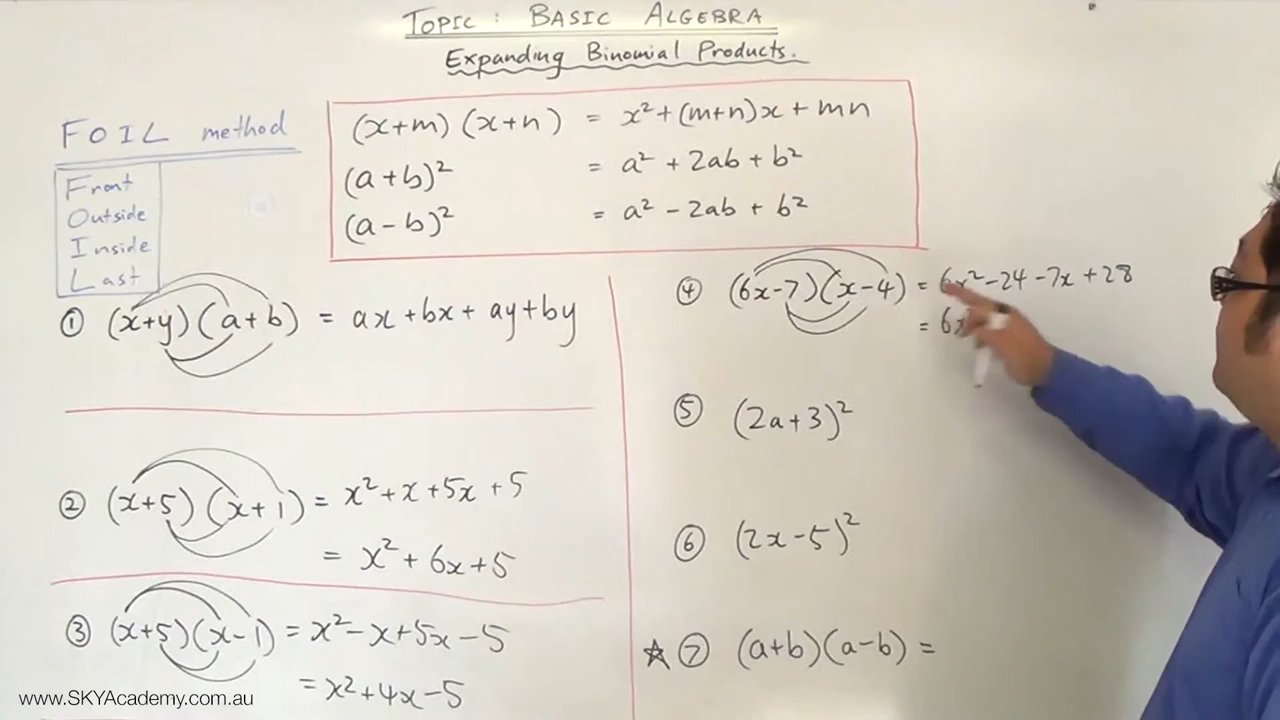 TOPIC : BASIC ALGEBRA
Expanding Binomial Products.
FOIL method
Front
Outside
Inside
Last
(x+m)(x+n) = x²+(m+n)x+mn
(a+b)² = a² + 2ab + b²
(a-b)² = a² - 2ab + b²
① (x+y)(a+b) = ax+bx+ay+by
② (x+5)(x+1) = x²+x+5x+5
= x²+6x+5
③ (x+5)(x-1) = x²-x+5x-5
= x²+4x-5
④ (6x-7)(x-4) = 6x²-24-7x+28
= 6x
⑤ (2a+3)²
⑥ (2x-5)²
☆ ⑦ (a+b)(a-b) =
www.SKYAcademy.com.au